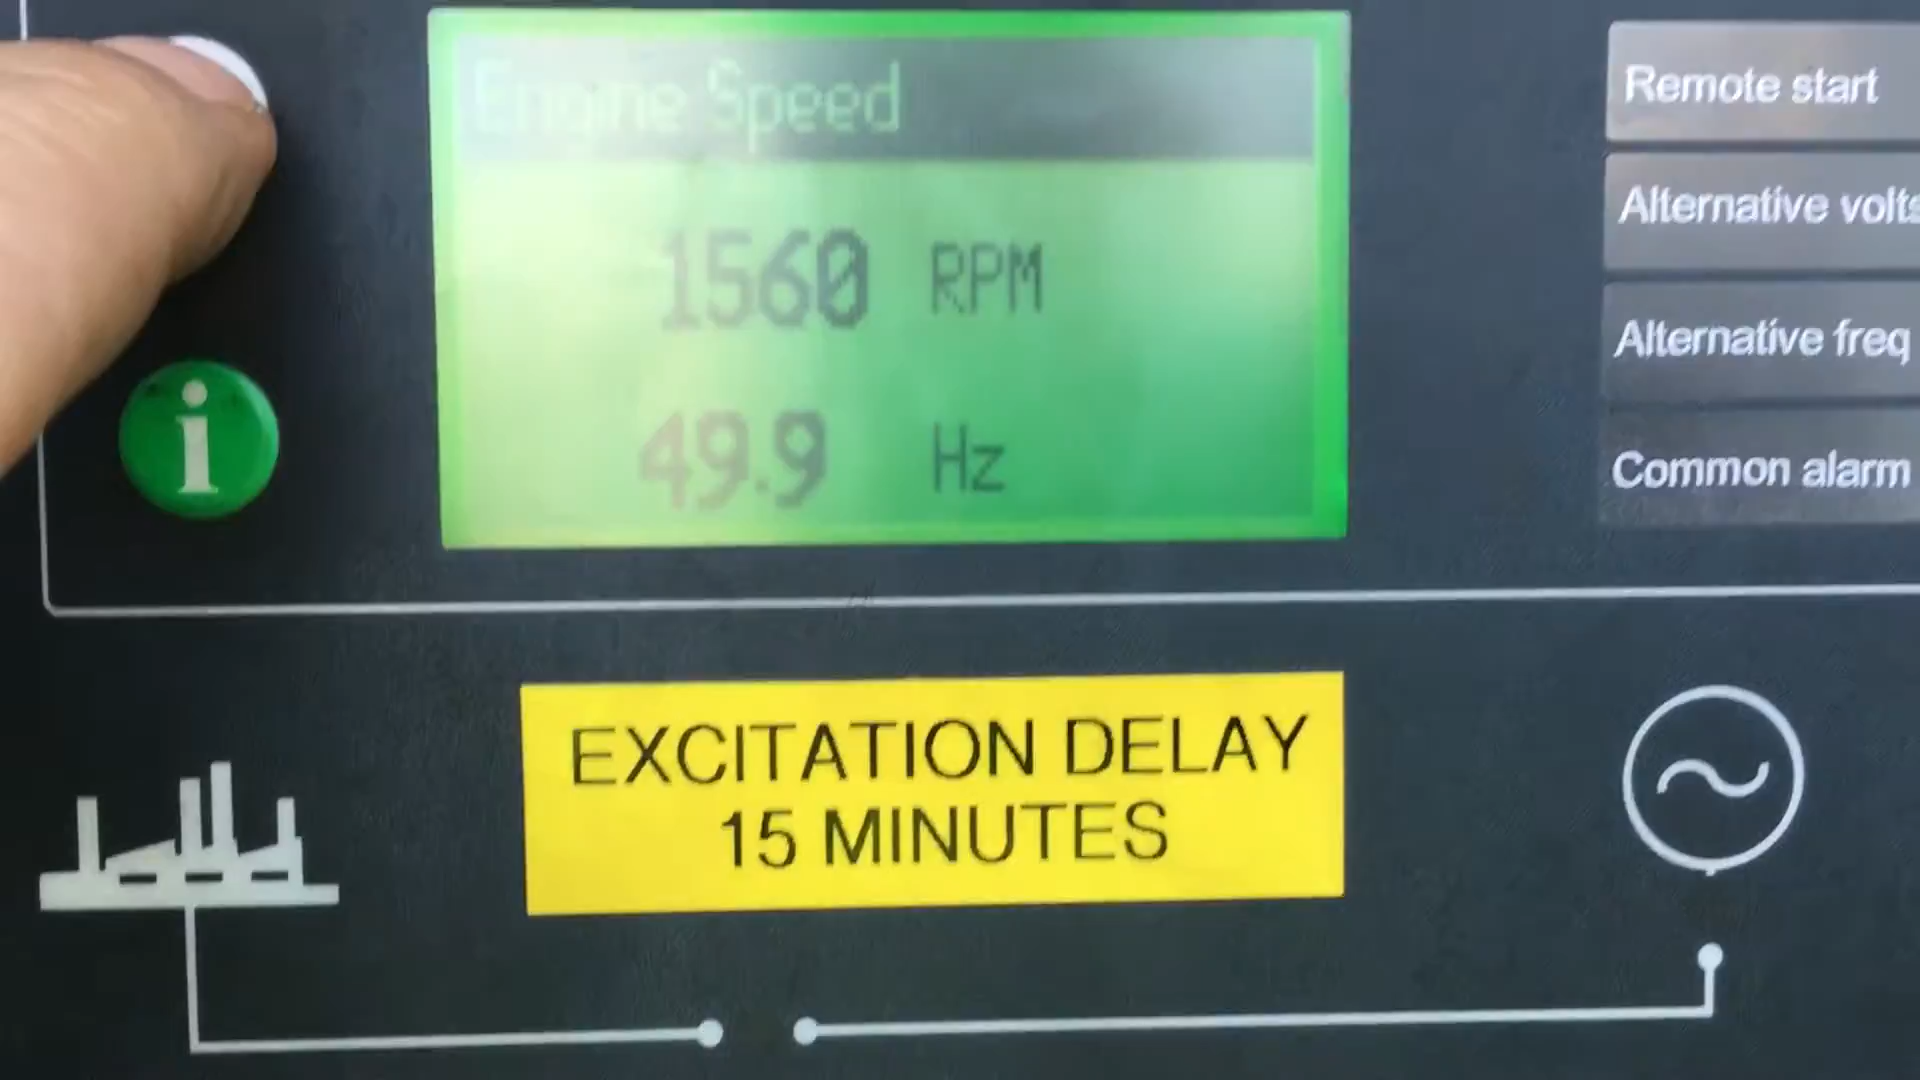 Engine Speed
1560 RPM
49.9 Hz
i
Remote start
Alternative volts
Alternative freq
Common alarm
EXCITATION DELAY
15 MINUTES